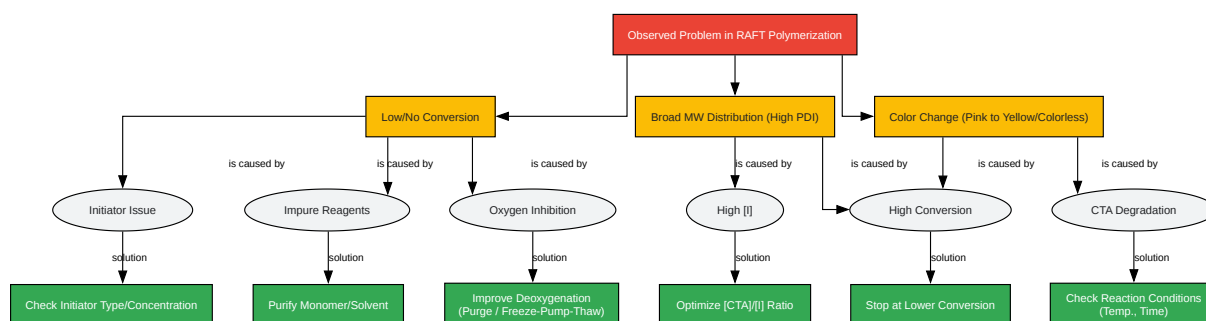 Observed Problem in RAFT Polymerization
Low/No Conversion
Broad MW Distribution (High PDI)
Color Change (Pink to Yellow/Colorless)
is caused by
is caused by
is caused by
is caused by
is caused by
is caused by
is caused by
Initiator Issue
Impure Reagents
Oxygen Inhibition
High [I]
High Conversion
CTA Degradation
solution
solution
solution
solution
solution
solution
Check Initiator Type/Concentration
Purify Monomer/Solvent
Improve Deoxygenation
(Purge / Freeze-Pump-Thaw)
Optimize [CTA]/[I] Ratio
Stop at Lower Conversion
Check Reaction Conditions
(Temp., Time)